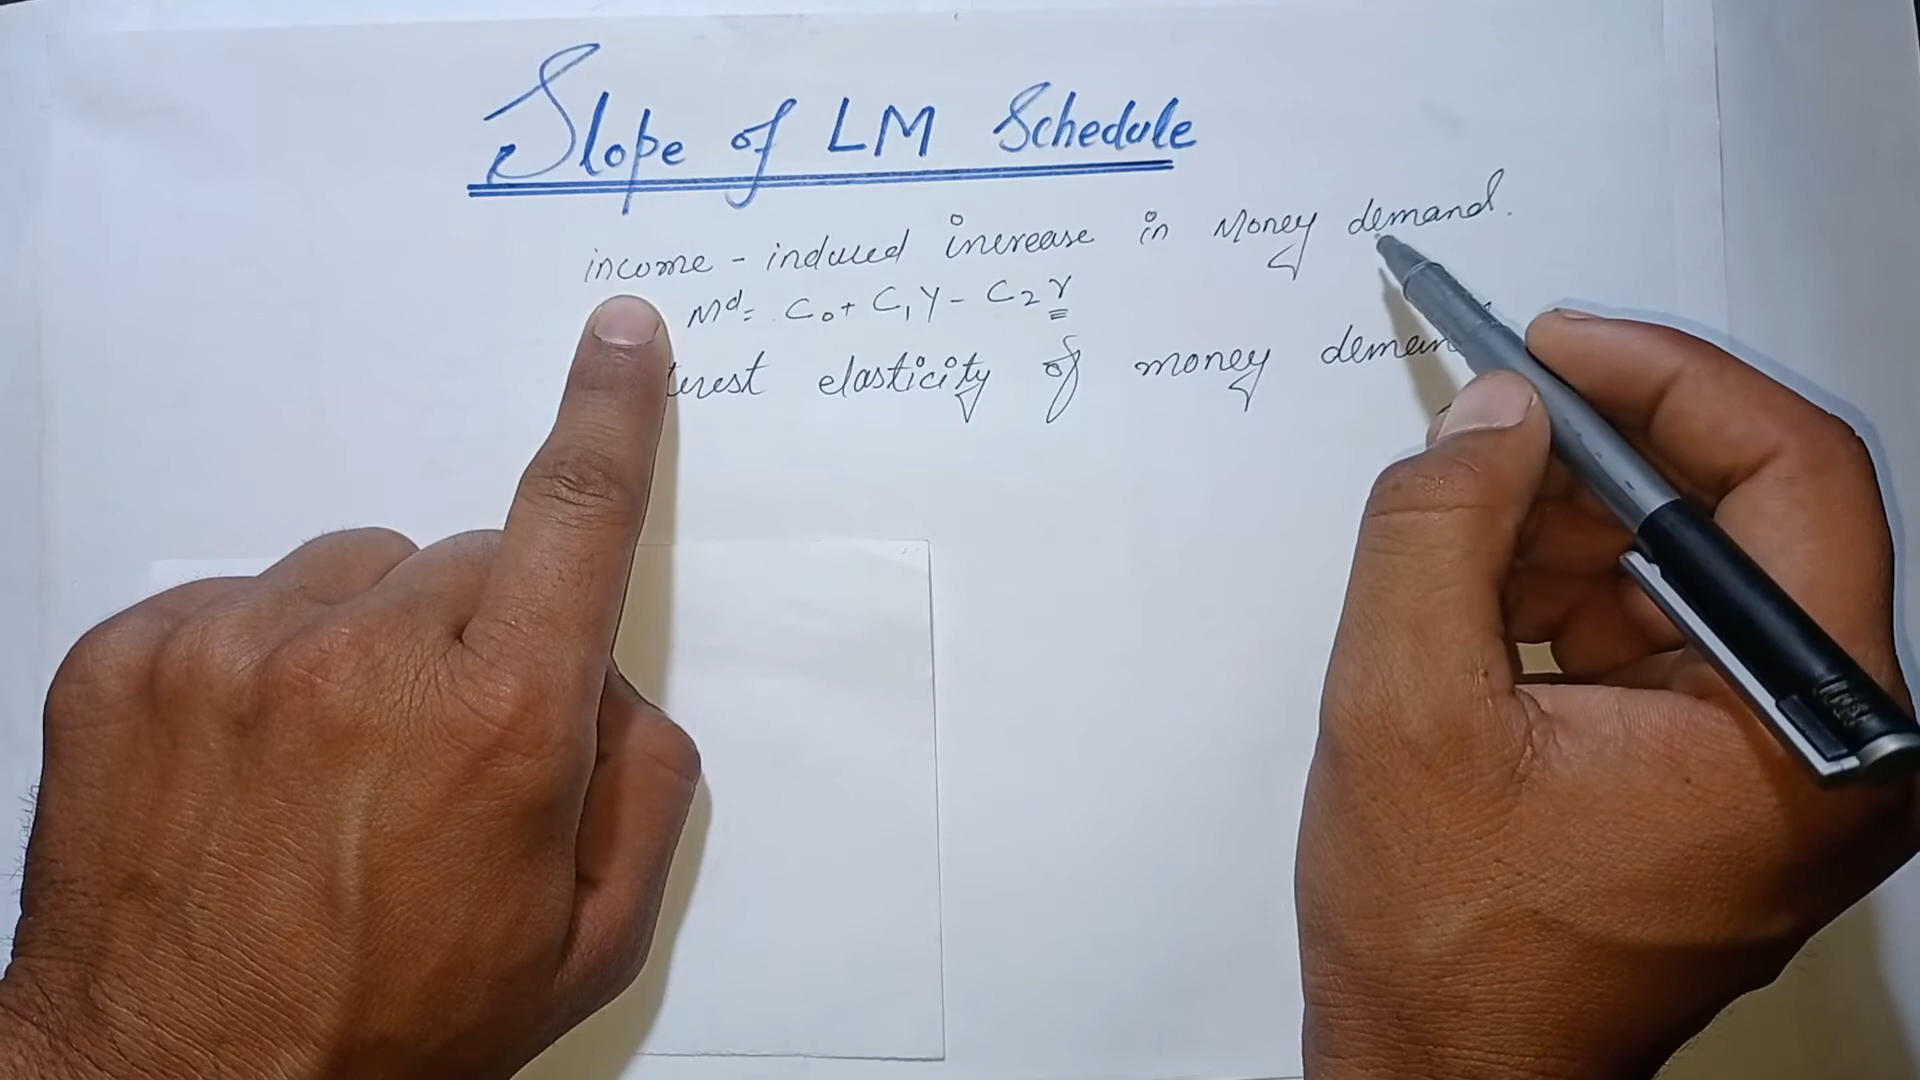 Slope of LM Schedule
income - induced increase in Money demand.
Md = C0 + C1Y - C2r
elasticity of money